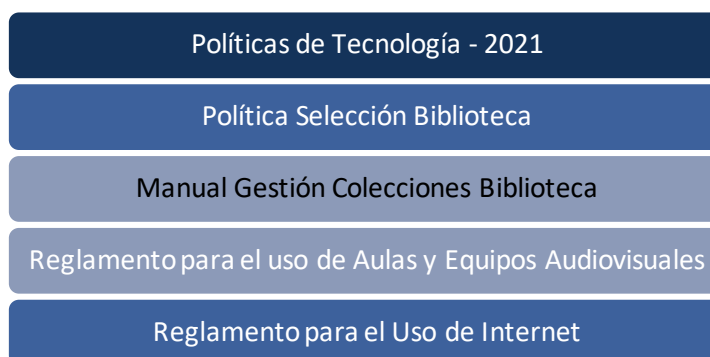 Políticas de Tecnología - 2021
Política Selección Biblioteca
Manual Gestión Colecciones Biblioteca
Reglamento para el uso de Aulas y Equipos Audiovisuales
Reglamento para el Uso de Internet